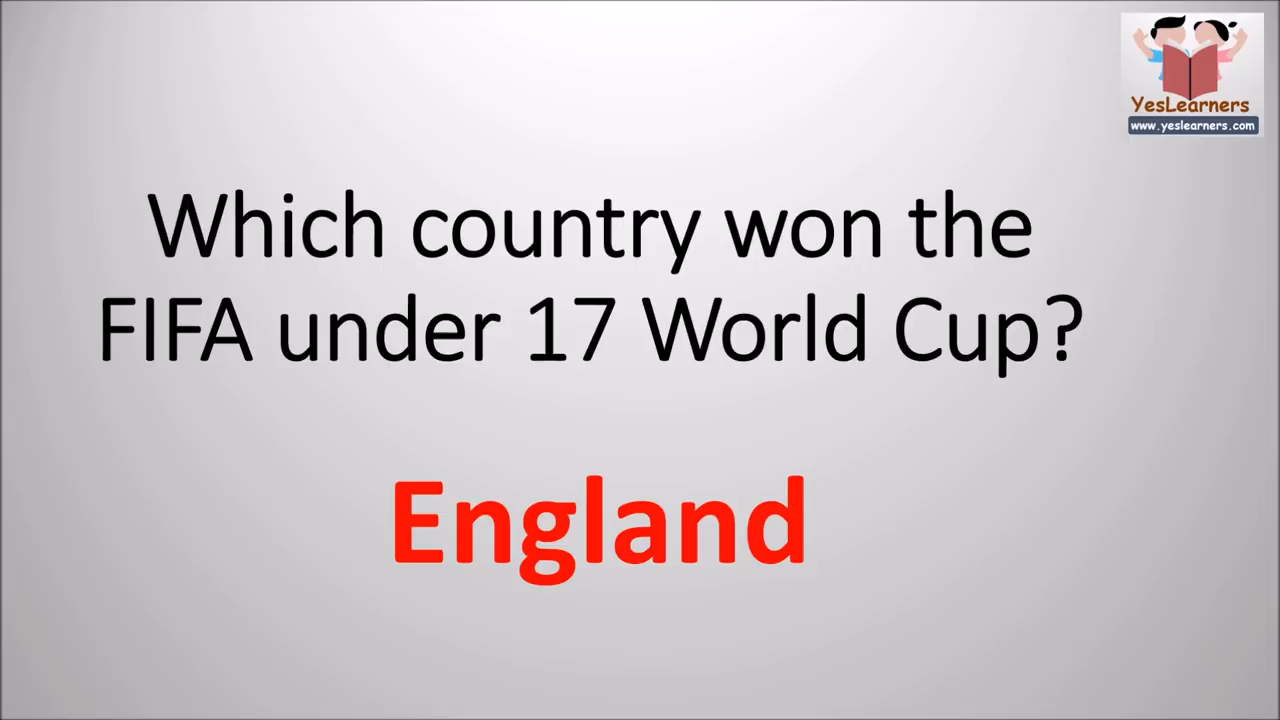 YesLearners
www.yeslearners.com
Which country won the
FIFA under 17 World Cup?
England